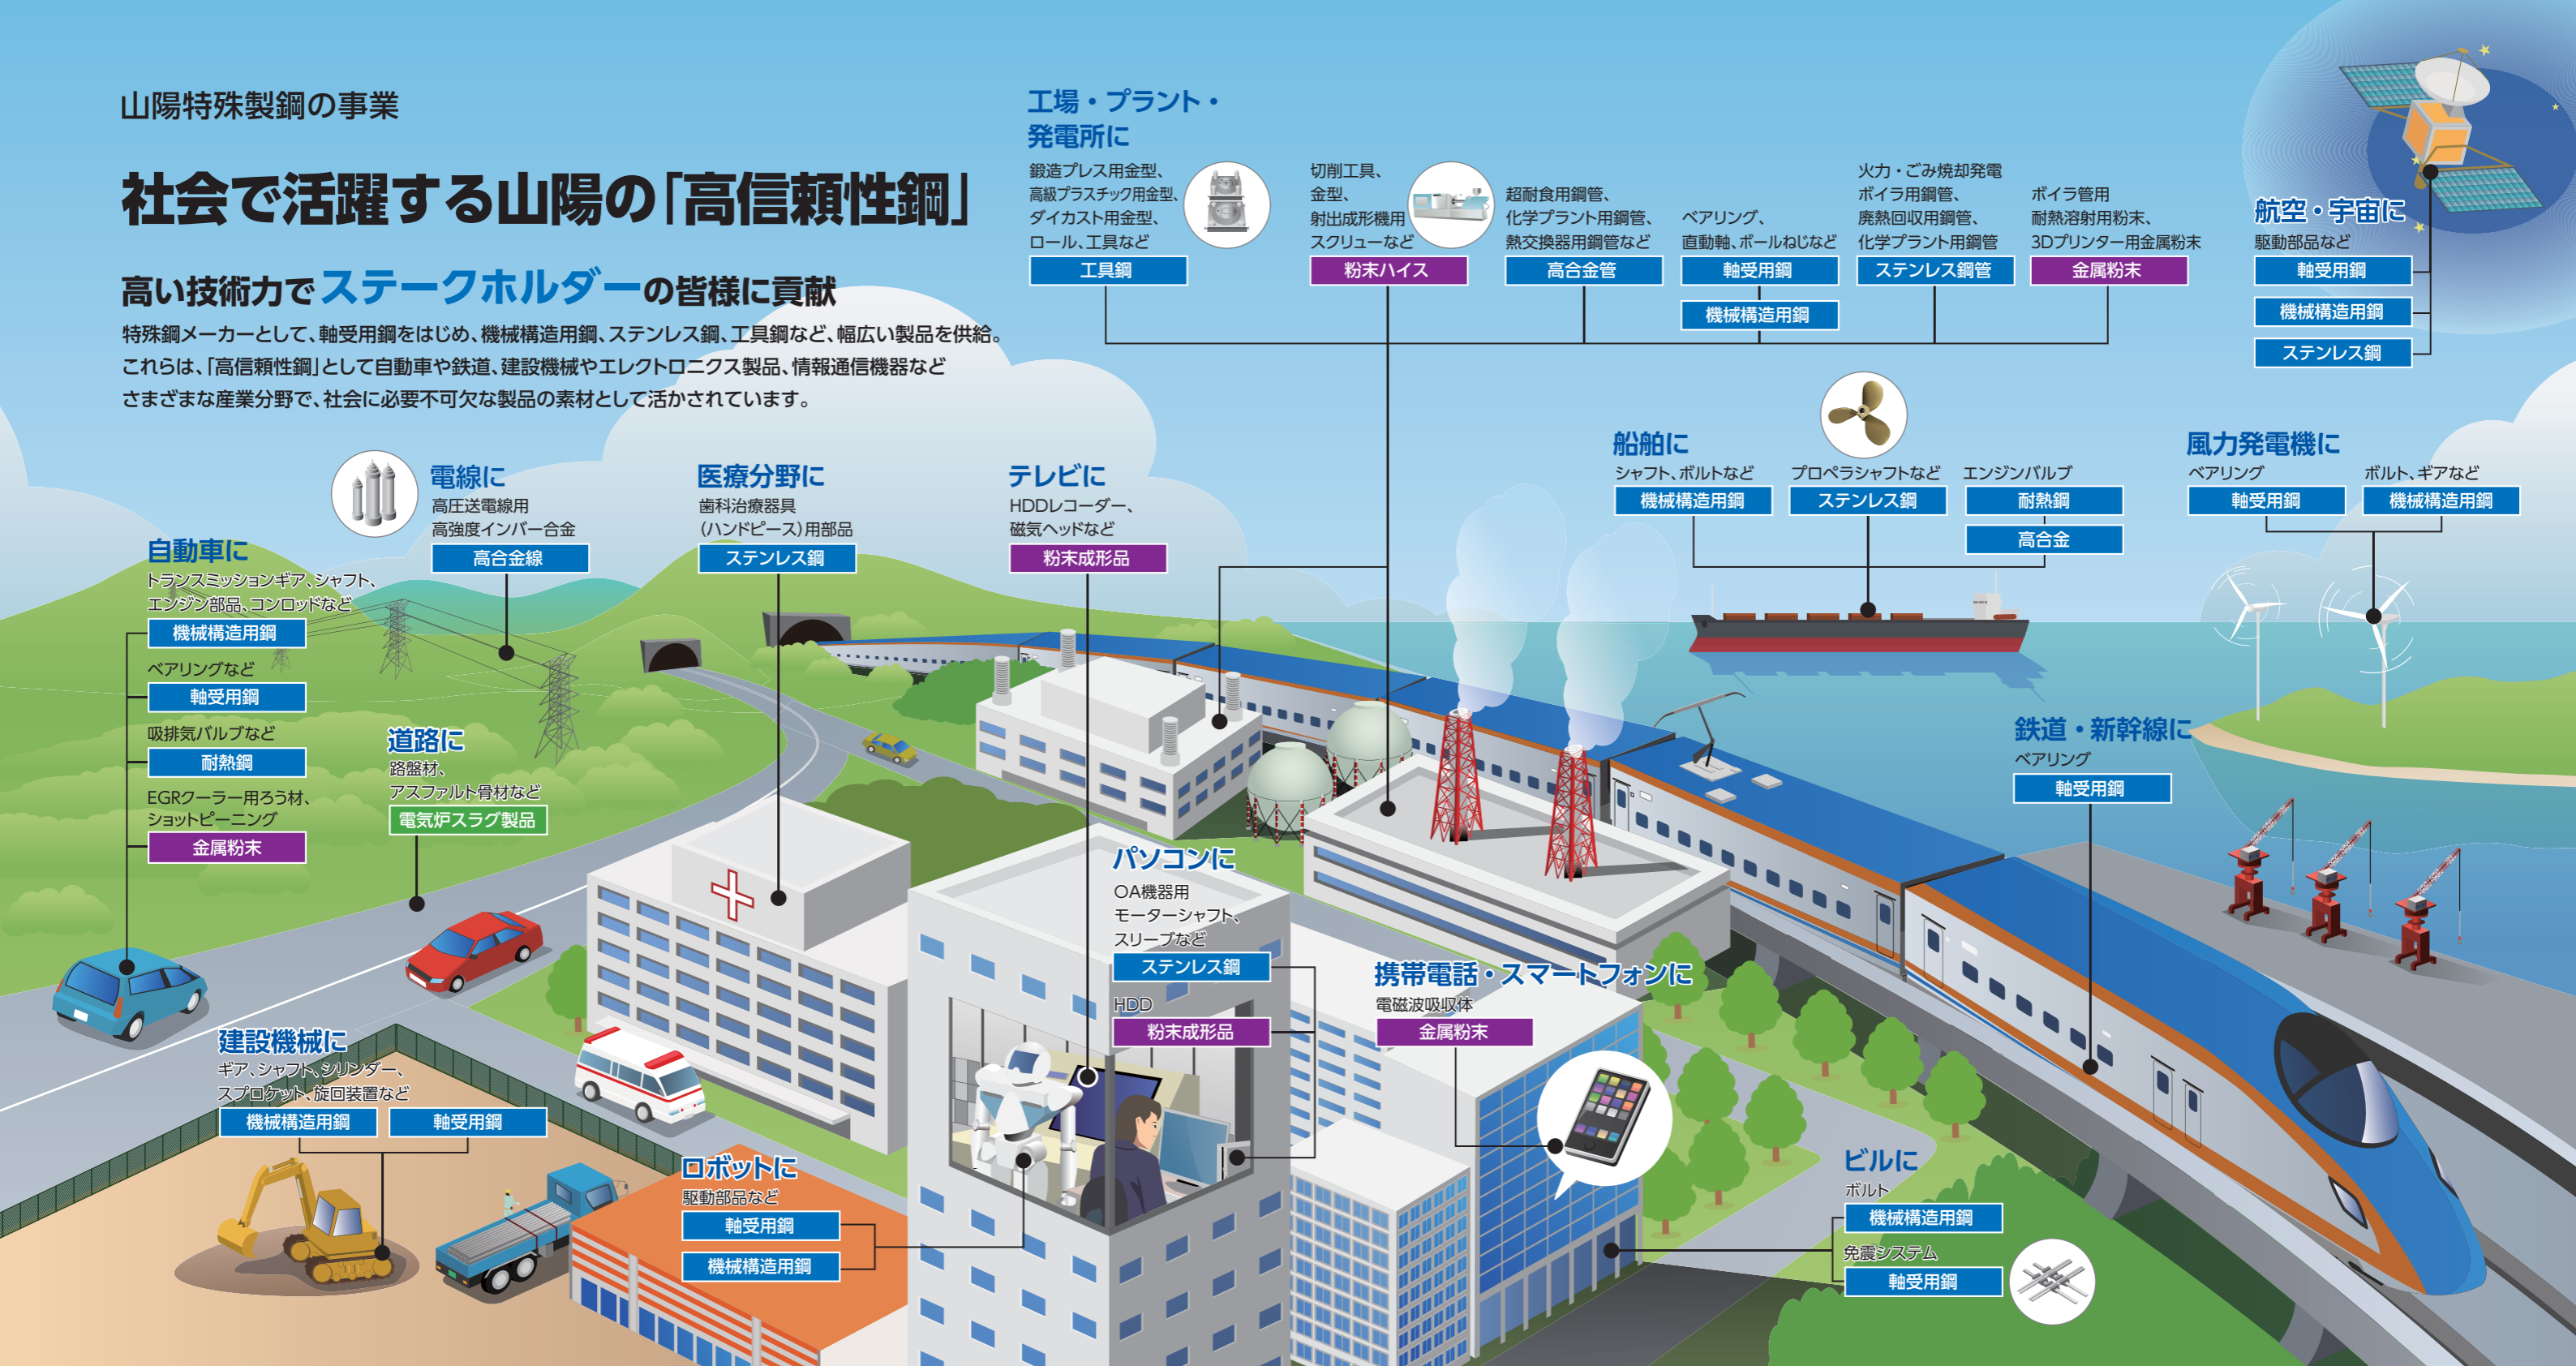 山陽特殊製鋼の事業
社会で活躍する山陽の「高信頼性鋼」
高い技術力でステークホルダーの皆様に貢献
特殊鋼メーカーとして、軸受用鋼をはじめ、機械構造用鋼、ステンレス鋼、工具鋼など、幅広い製品を供給。
これらは、「高信頼性鋼」として自動車や鉄道、建設機械やエレクトロニクス製品、情報通信機器など
さまざまな産業分野で、社会に必要不可欠な製品の素材として活かされています。
工場・プラント・
発電所に
鍛造プレス用金型、
高級プラスチック用金型、
ダイカスト用金型、
ロール、工具など
工具鋼
切削工具、
金型、
射出成形機用
スクリューなど
粉末ハイス
超耐食用鋼管、
化学プラント用鋼管、
熱交換器用鋼管など
高合金管
ベアリング、
直動軸、ボールねじなど
軸受用鋼
機械構造用鋼
火力・ごみ焼却発電
ボイラ用鋼管、
廃熱回収用鋼管、
化学プラント用鋼管
ステンレス鋼管
ボイラ管用
耐熱溶射用粉末、
3Dプリンター用金属粉末
金属粉末
航空・宇宙に
駆動部品など
軸受用鋼
機械構造用鋼
ステンレス鋼
電線に
高圧送電線用
高強度インバー合金
高合金線
医療分野に
歯科治療器具
（ハンドピース）用部品
ステンレス鋼
テレビに
HDDレコーダー、
磁気ヘッドなど
粉末成形品
船舶に
シャフト、ボルトなど
機械構造用鋼
プロペラシャフトなど
ステンレス鋼
エンジンバルブ
耐熱鋼
高合金
風力発電機に
ベアリング
軸受用鋼
ボルト、ギアなど
機械構造用鋼
自動車に
トランスミッションギア、シャフト、
エンジン部品、コンロッドなど
機械構造用鋼
ベアリングなど
軸受用鋼
吸排気バルブなど
耐熱鋼
EGRクーラー用ろう材、
ショットピーニング
金属粉末
道路に
路盤材、
アスファルト骨材など
電気炉スラグ製品
鉄道・新幹線に
ベアリング
軸受用鋼
パソコンに
OA機器用
モーターシャフト、
スリーブなど
ステンレス鋼
HDD
粉末成形品
携帯電話・スマートフォンに
電磁波吸収体
金属粉末
建設機械に
ギア、シャフト、シリンダー、
スプロケット、旋回装置など
機械構造用鋼
軸受用鋼
ロボットに
駆動部品など
軸受用鋼
機械構造用鋼
ビルに
ボルト
機械構造用鋼
免震システム
軸受用鋼